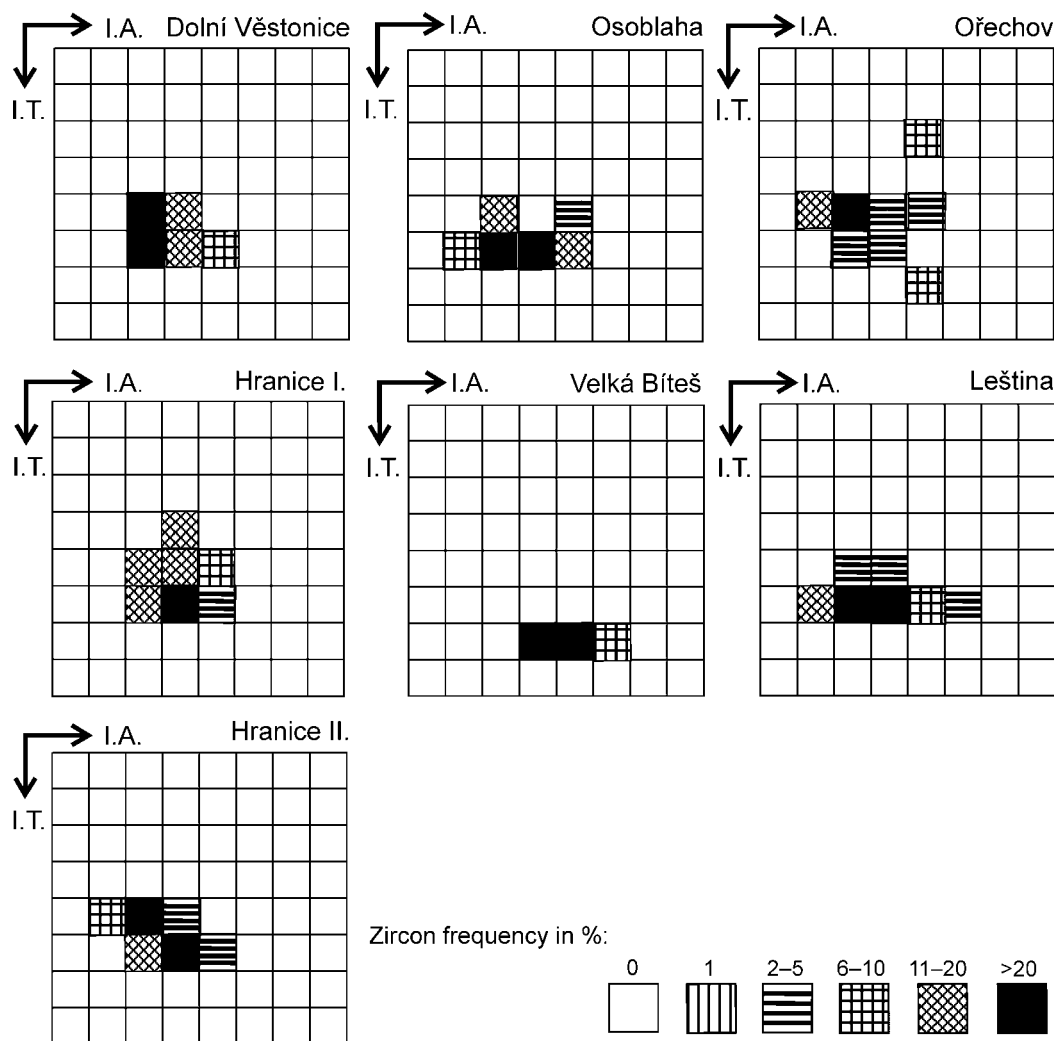 I.A. Dolní Věstonice
I.T.
I.A. Osoblaha
I.T.
I.A. Ořechov
I.T.
I.A. Hranice I.
I.T.
I.A. Velká Bíteš
I.T.
I.A. Leština
I.T.
I.A. Hranice II.
I.T.
Zircon frequency in %:
0 1 2–5 6–10 11–20 >20